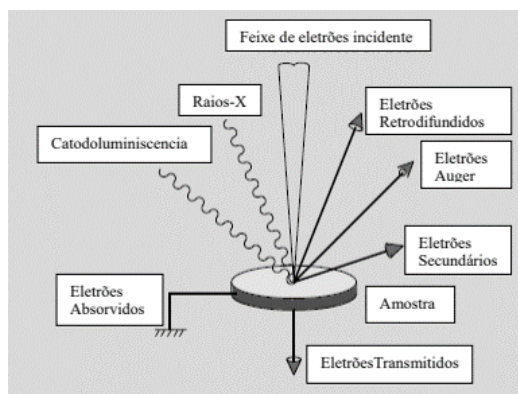 Feixe de eletrões incidente
Raios-X
Eletrões
Retrodifundidos
Catodoluminiscencia
Eletrões
Auger
Eletrões
Secundários
Eletrões
Absorvidos
Amostra
EletrõesTransmitidos